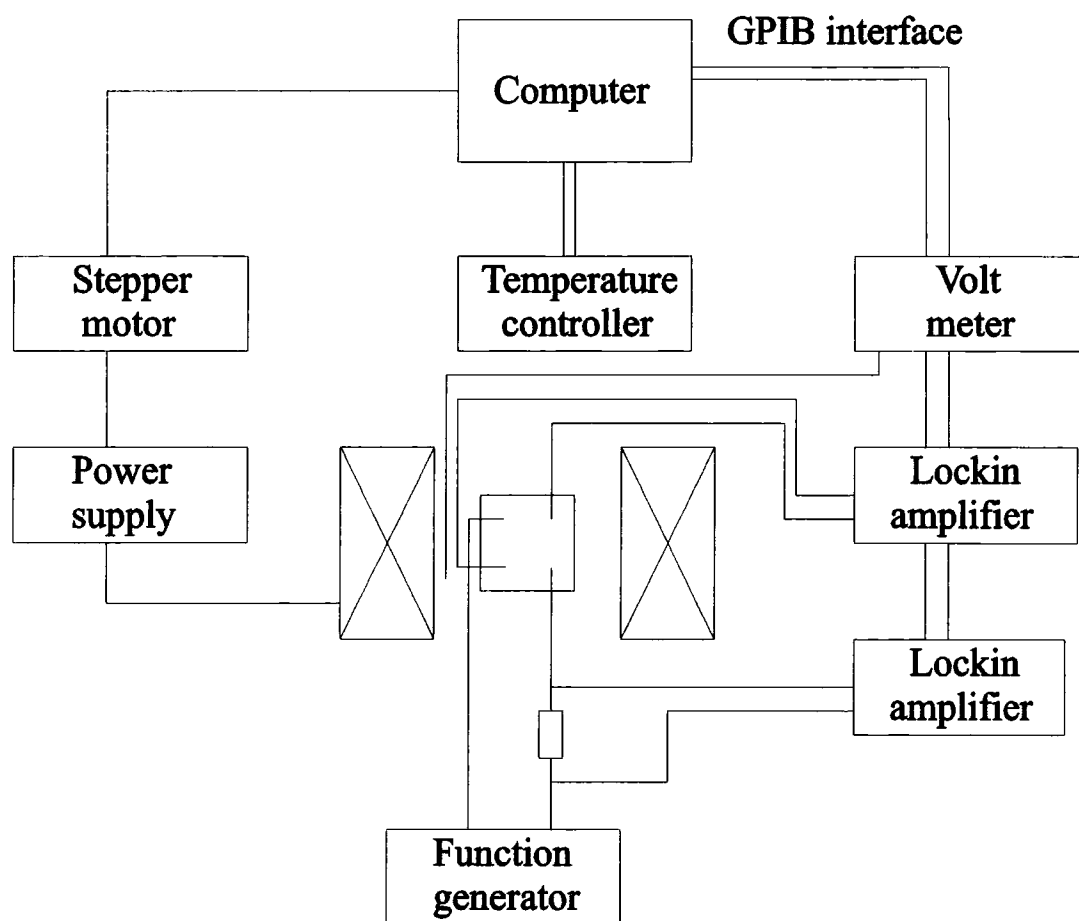 GPIB interface
Computer
Stepper
motor
Temperature
controller
Volt
meter
Power
supply
Lockin
amplifier
Lockin
amplifier
Function
generator